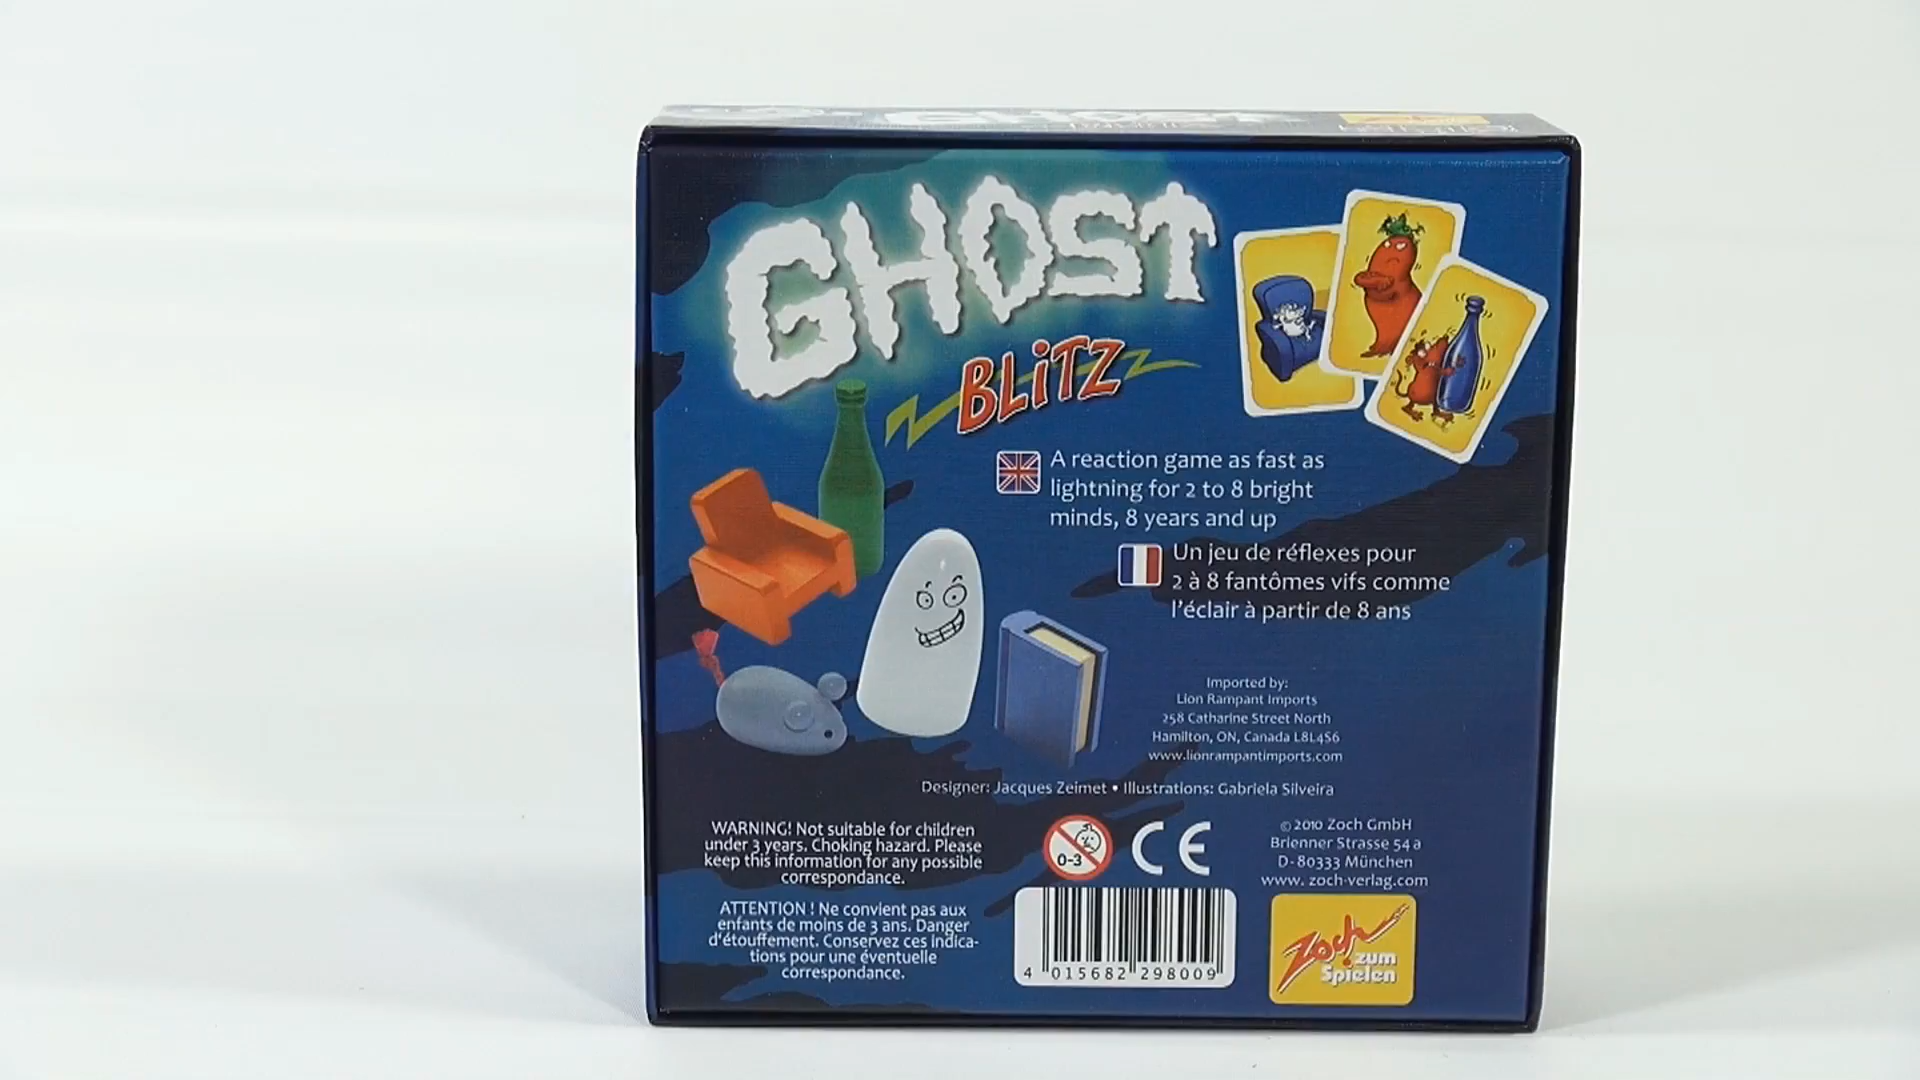 GHOST
GHOST
BLiTZ
A reaction game as fast as
lightning for 2 to 8 bright
minds, 8 years and up
Un jeu de réflexes pour
2 à 8 fantômes vifs comme
l'éclair à partir de 8 ans
Imported by:
Lion Rampant Imports
258 Catharine Street North
Hamilton, ON, Canada L8L4S6
www.lionrampantimports.com
Designer: Jacques Zeimet • Illustrations: Gabriela Silveira
WARNING! Not suitable for children
under 3 years. Choking hazard. Please
keep this information for any possible
correspondance.
ATTENTION ! Ne convient pas aux
enfants de moins de 3 ans. Danger
d'étouffement. Conservez ces indica-
tions pour une éventuelle
correspondance.
0-3
CE
4 015682 298009
© 2010 Zoch GmbH
Brienner Strasse 54 a
D-80333 München
www. zoch-verlag.com
Zoch zum
Spielen